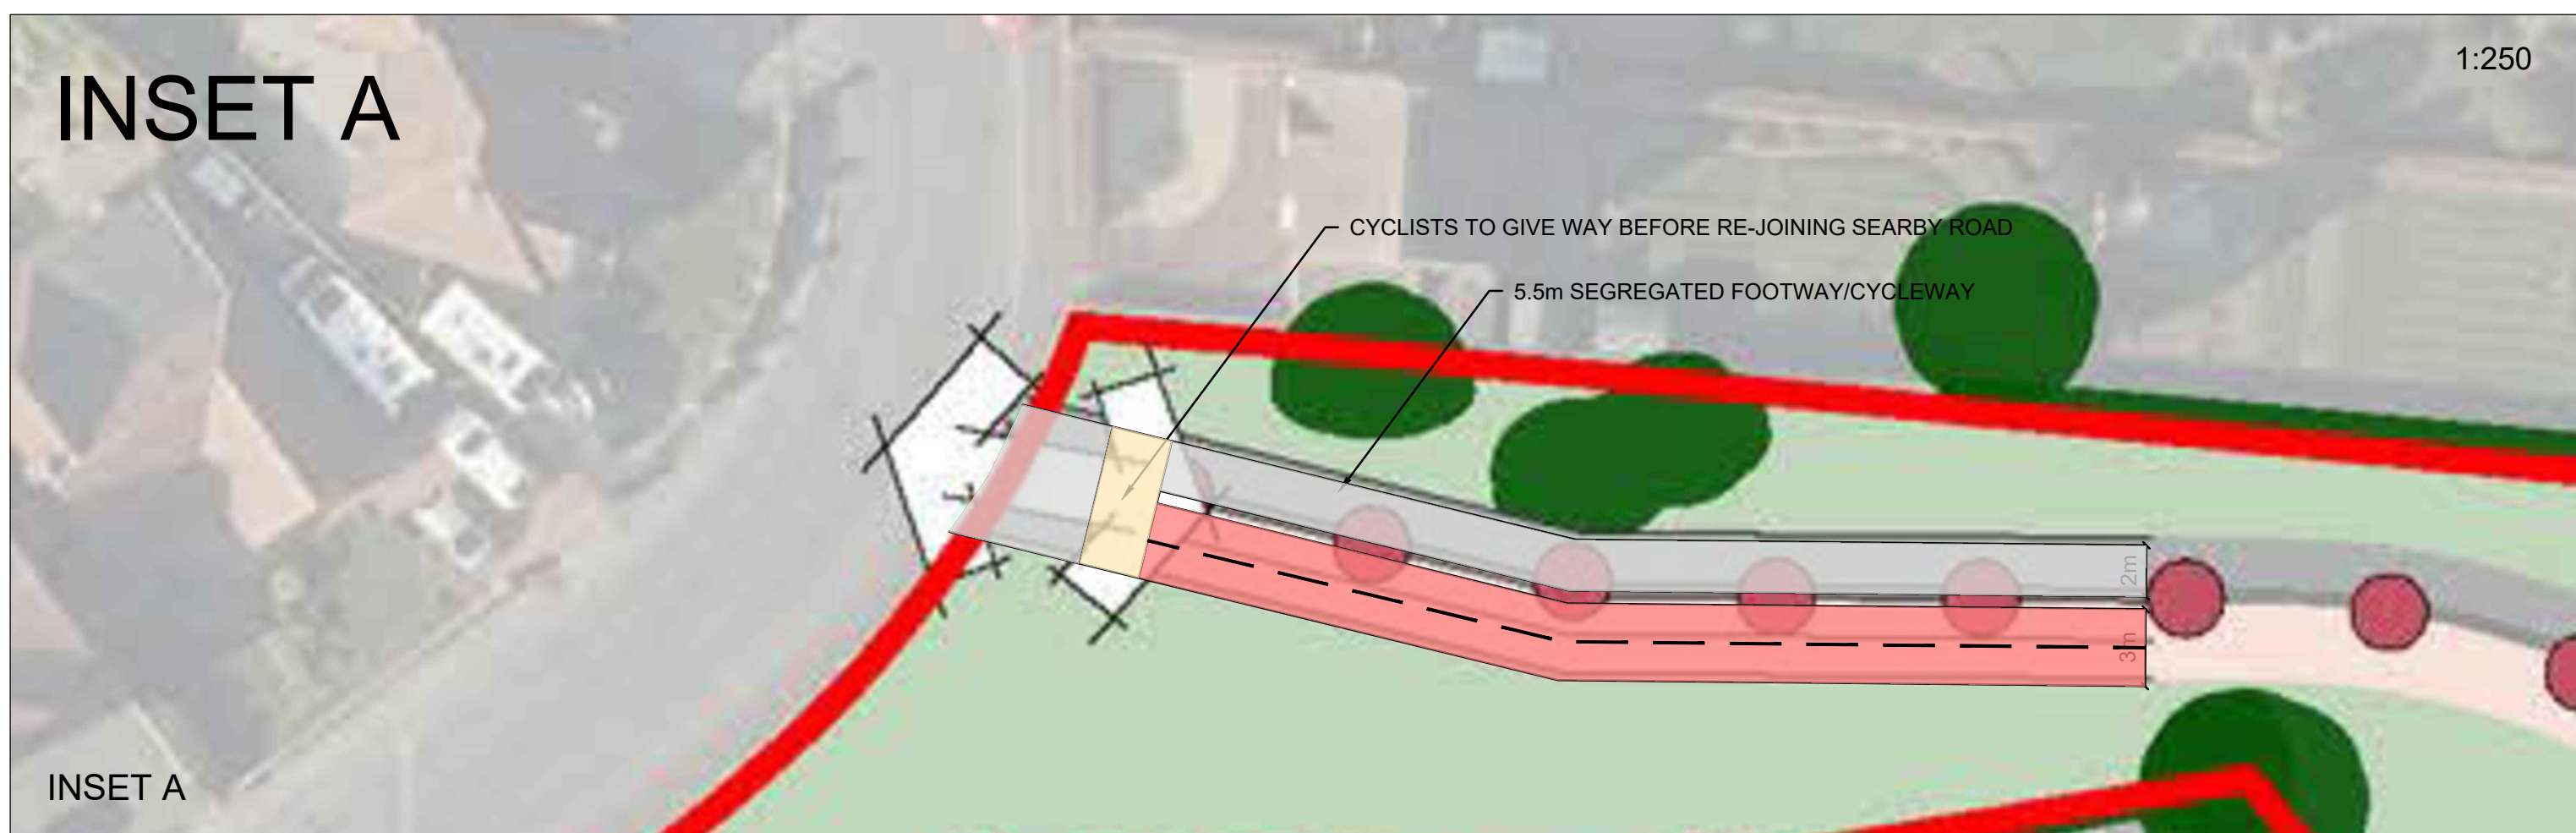 INSET A
1:250
CYCLISTS TO GIVE WAY BEFORE RE-JOINING SEARBY ROAD
5.5m SEGREGATED FOOTWAY/CYCLEWAY
2m
3m
INSET A